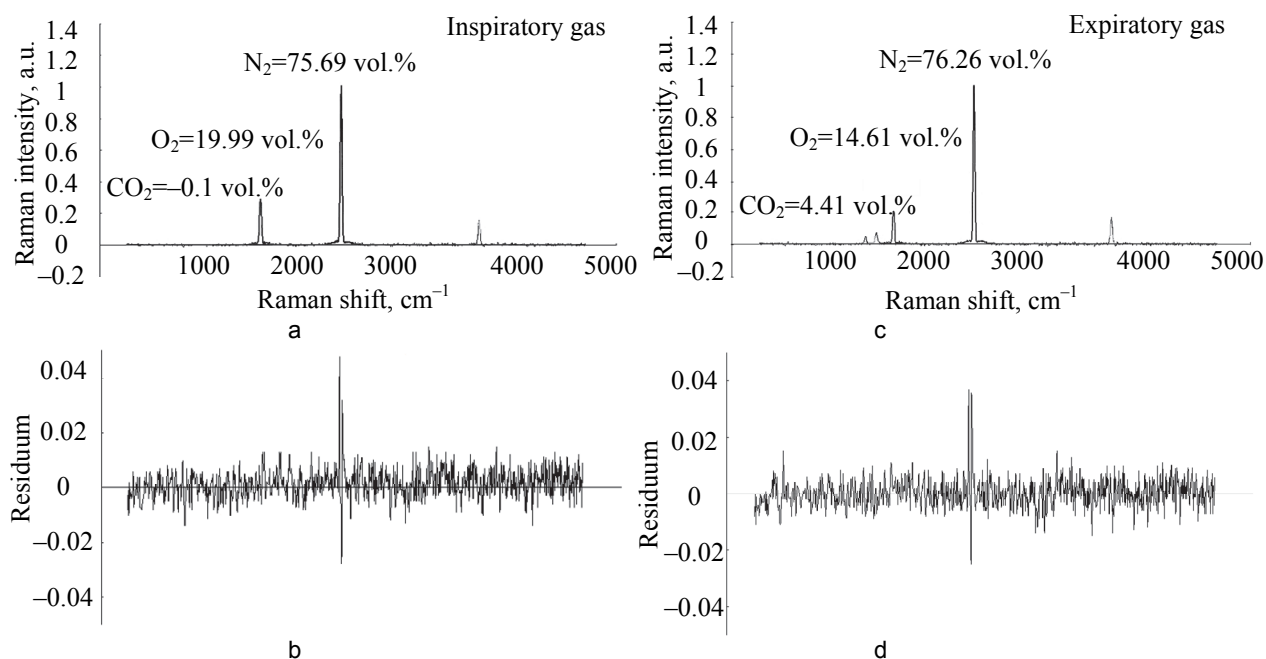 Inspiratory gas
Raman intensity, a.u.
1.4
1.2
1
0.8
0.6
0.4
0.2
0
–0.2
N₂=75.69 vol.%
O₂=19.99 vol.%
CO₂=–0.1 vol.%
1000 2000 3000 4000 5000
Raman shift, cm⁻¹
a
Expiratory gas
Raman intensity, a.u.
1.4
1.2
1
0.8
0.6
0.4
0.2
0
–0.2
N₂=76.26 vol.%
O₂=14.61 vol.%
CO₂=4.41 vol.%
1000 2000 3000 4000 5000
Raman shift, cm⁻¹
c
Residuum
0.04
0.02
0
–0.02
–0.04
b
Residuum
0.04
0.02
0
–0.02
–0.04
d